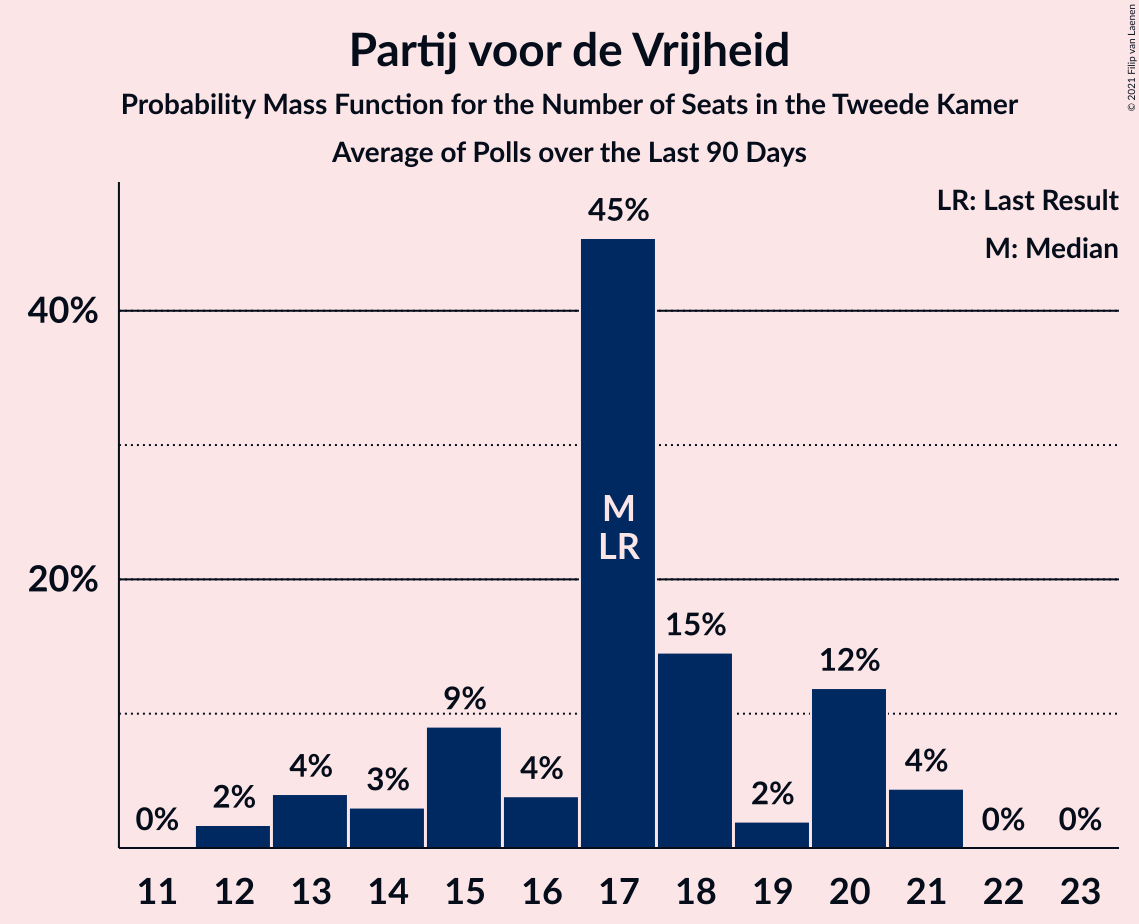 Partij voor de Vrijheid
Probability Mass Function for the Number of Seats in the Tweede Kamer
Average of Polls over the Last 90 Days
© 2021 Filip van Laenen
LR: Last Result
M: Median
40%
20%
0%
2%
4%
3%
9%
4%
45%
15%
2%
12%
4%
0%
0%
M
LR
11 12 13 14 15 16 17 18 19 20 21 22 23